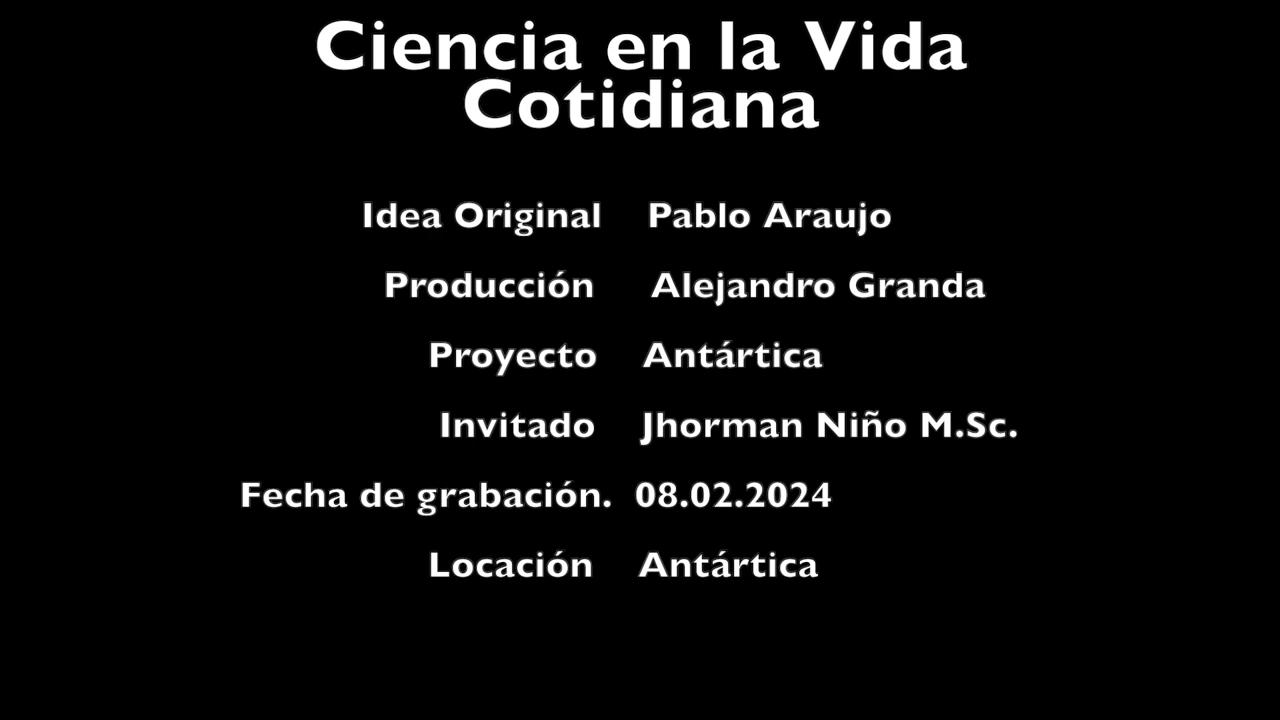 Ciencia en la Vida
Cotidiana
Idea Original Pablo Araujo
Producción Alejandro Granda
Proyecto Antártica
Invitado Jhorman Niño M.Sc.
Fecha de grabación. 08.02.2024
Locación Antártica